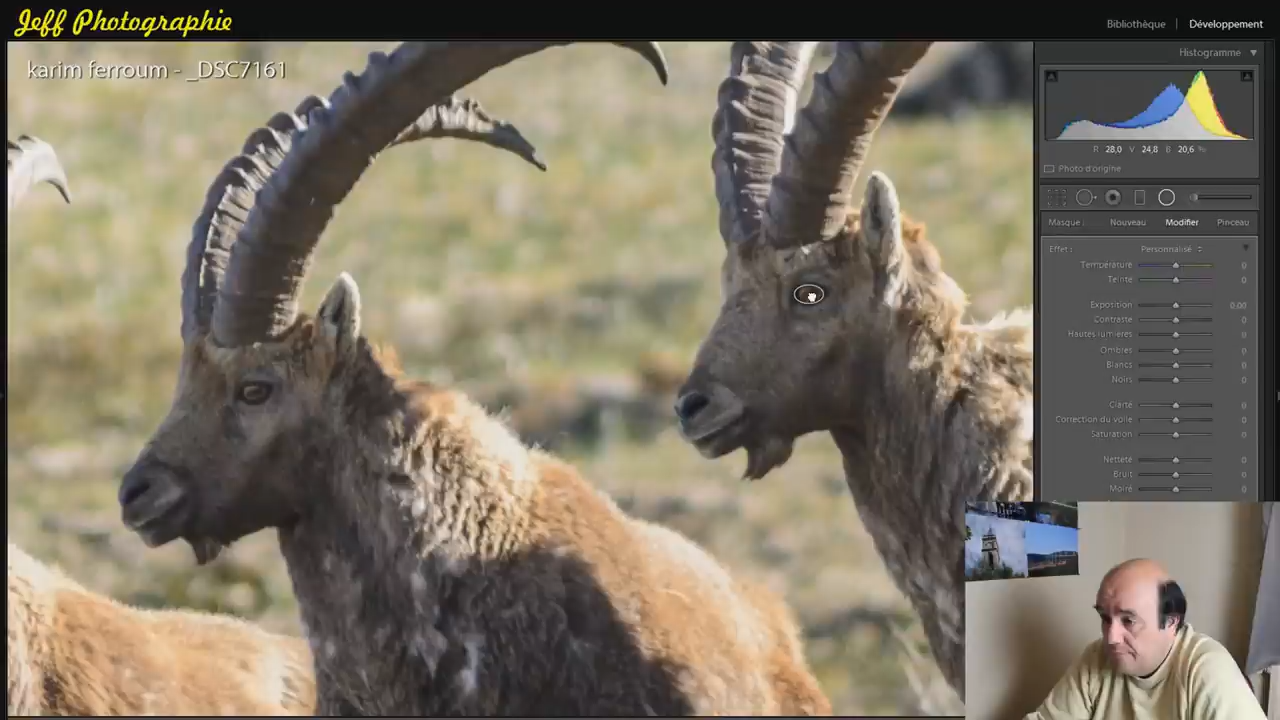 Jeff Photographie
Bibliothèque | Développement
karim ferroum - _DSC7161
Histogramme
R 28,0 V 24,8 B 20,6 %
Photo d'origine
Masque : Nouveau Modifier Pinceau
Effet : Personnalisé
Température 0
Teinte 0
Exposition 0,00
Contraste 0
Hautes lumières 0
Ombres 0
Blancs 0
Noirs 0
Clarté 0
Correction du voile 0
Saturation 0
Netteté 0
Bruit 0
Moiré 0